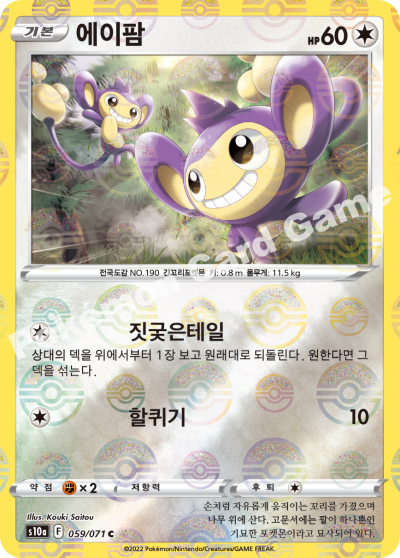 기본 에이팜 HP 60
전국도감 NO.190 긴꼬리포켓몬 키: 0.8 m 몸무게: 11.5 kg
짓궂은테일
상대의 덱을 위에서부터 1장 보고 원래대로 되돌린다. 원한다면 그
덱을 섞는다.
할퀴기 10
약점 ×2 저항력 후퇴
Illus. Kouki Saitou
s10a F 059/071 C
손처럼 자유롭게 움직이는 꼬리를 가졌으며
나무 위에서 산다. 고문서에는 팔이 하나뿐인
기묘한 포켓몬이라고 묘사되어 있다.
©2022 Pokémon/Nintendo/Creatures/GAME FREAK.
Pokémon Card Game